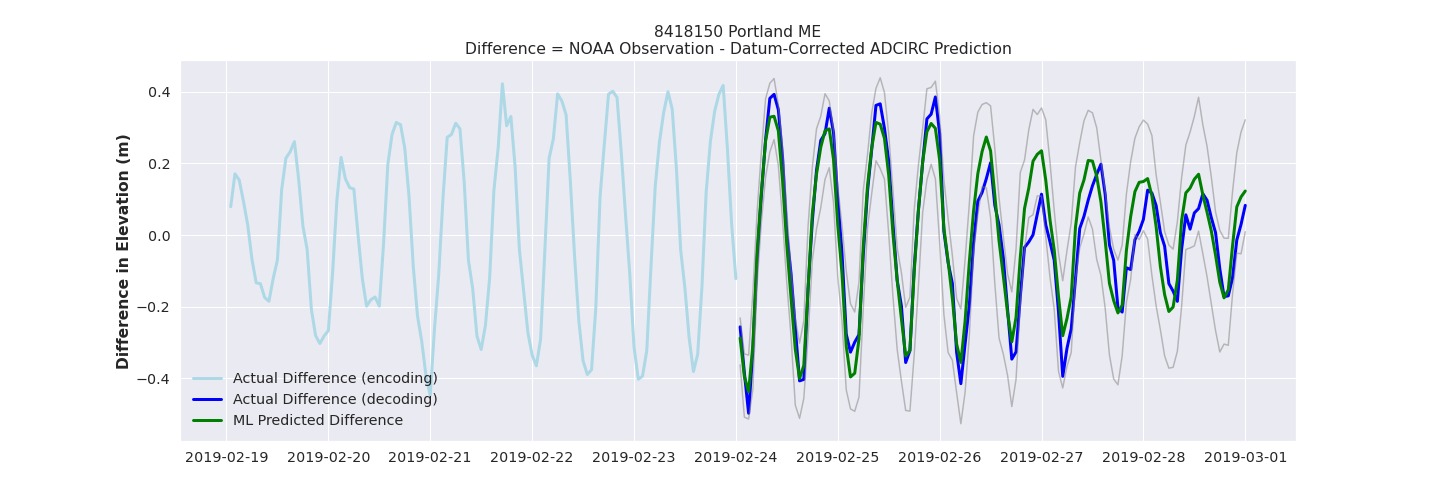 8418150 Portland ME
Difference = NOAA Observation - Datum-Corrected ADCIRC Prediction
Difference in Elevation (m)
0.4
0.2
0.0
−0.2
−0.4
Actual Difference (encoding)
Actual Difference (decoding)
ML Predicted Difference
2019-02-19 2019-02-20 2019-02-21 2019-02-22 2019-02-23 2019-02-24 2019-02-25 2019-02-26 2019-02-27 2019-02-28 2019-03-01